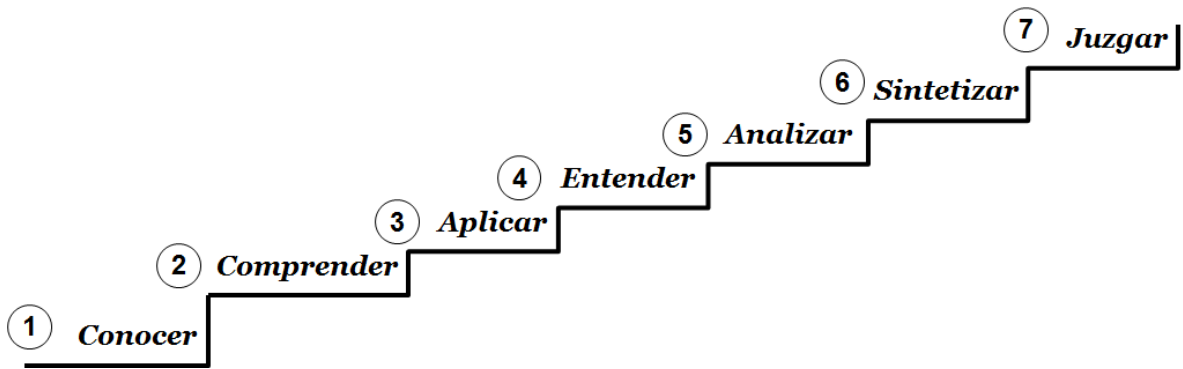 1 Conocer
2 Comprender
3 Aplicar
4 Entender
5 Analizar
6 Sintetizar
7 Juzgar